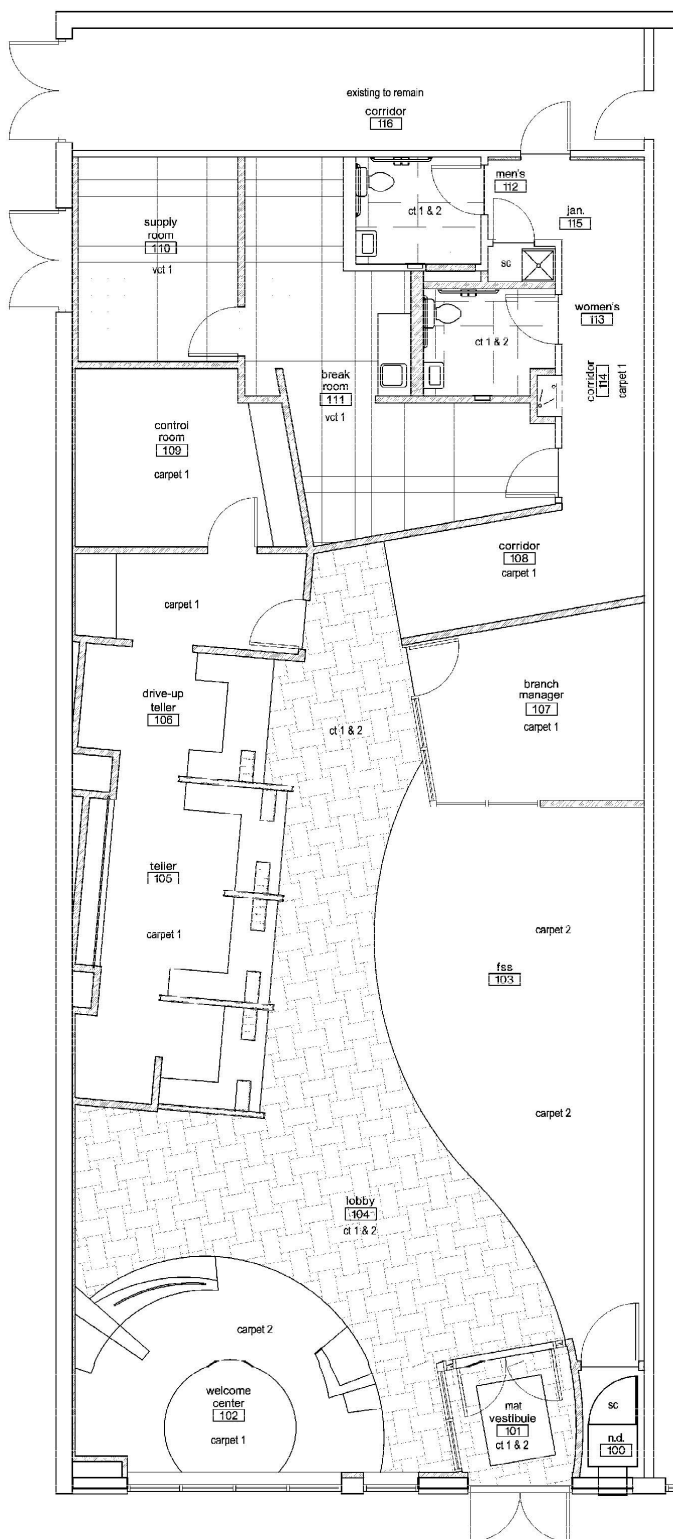 existing to remain
corridor
116
men's
112
jan.
115
ct 1 & 2
supply
room
110
vct 1
sc
women's
113
ct 1 & 2
corridor
114
carpet 1
break
room
111
vct 1
control
room
109
carpet 1
corridor
108
carpet 1
carpet 1
drive-up
teller
106
branch
manager
107
carpet 1
ct 1 & 2
teller
105
carpet 1
carpet 2
fss
103
carpet 2
lobby
104
ct 1 & 2
carpet 2
welcome
center
102
carpet 1
mat
vestibule
101
ct 1 & 2
sc
n.d.
100